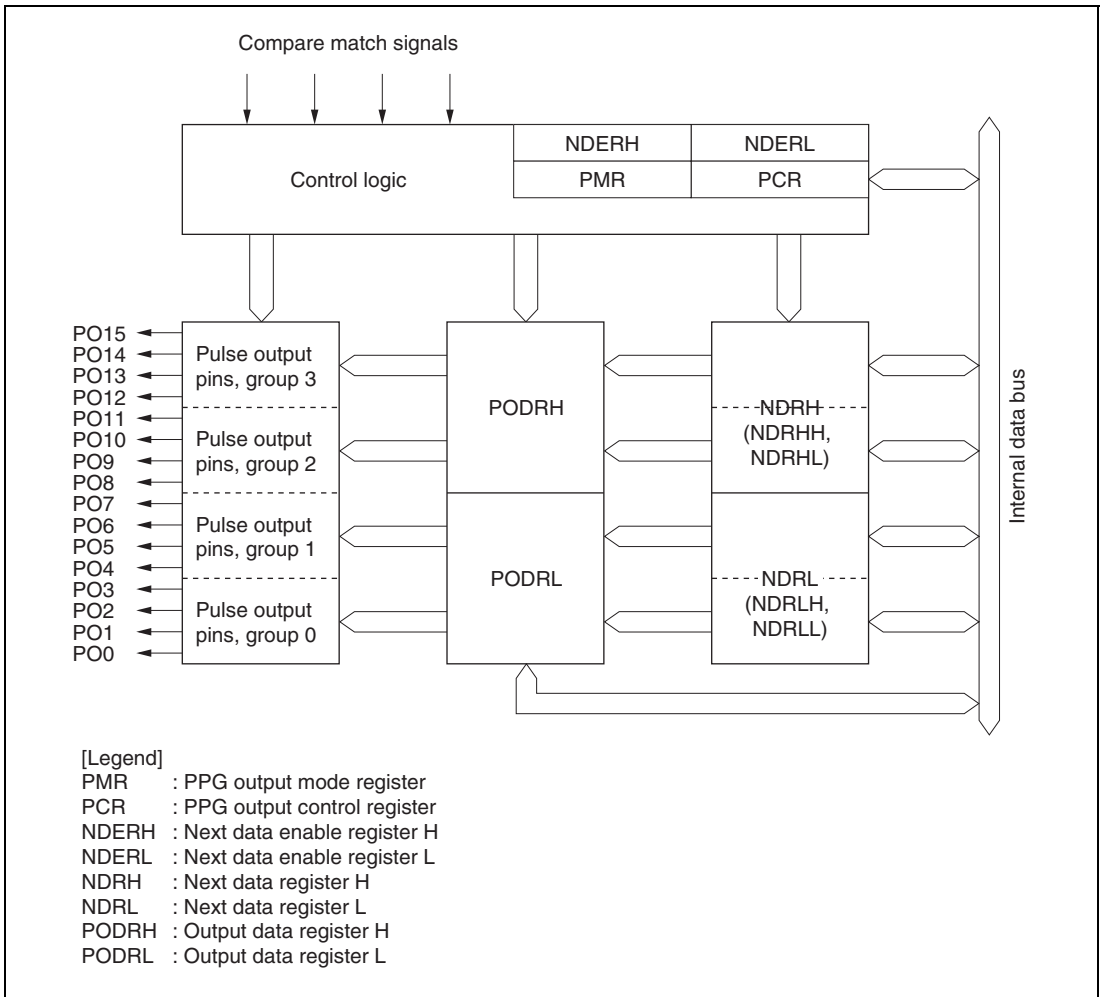 Compare match signals
NDERH NDERL
Control logic PMR PCR
PO15
PO14
PO13
PO12
PO11
PO10
PO9
PO8
PO7
PO6
PO5
PO4
PO3
PO2
PO1
PO0
Pulse output
pins, group 3
Pulse output
pins, group 2
Pulse output
pins, group 1
Pulse output
pins, group 0
PODRH
PODRL
NDRH
(NDRHH,
NDRHL)
NDRL
(NDRLH,
NDRLL)
Internal data bus
[Legend]
PMR : PPG output mode register
PCR : PPG output control register
NDERH : Next data enable register H
NDERL : Next data enable register L
NDRH : Next data register H
NDRL : Next data register L
PODRH : Output data register H
PODRL : Output data register L